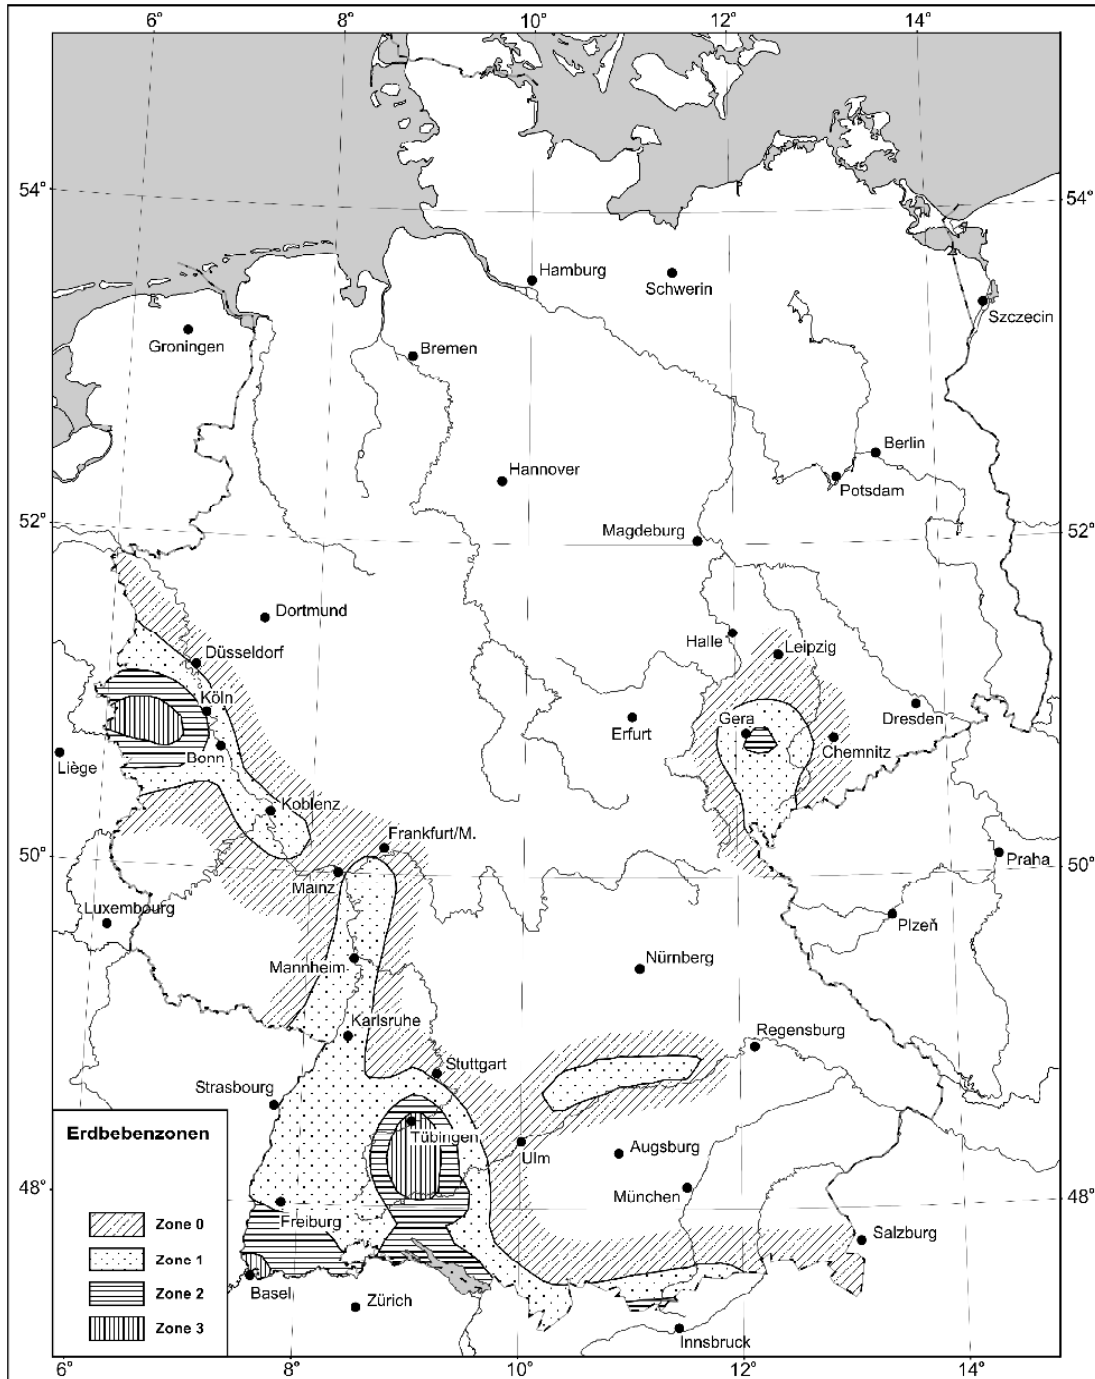 6° 8° 10° 12° 14°
54° 54°
Hamburg
Schwerin
Szczecin
Groningen
Bremen
Berlin
Hannover
Potsdam
52° Magdeburg 52°
Dortmund
Halle
Leipzig
Düsseldorf
Köln
Gera
Dresden
Erfurt
Chemnitz
Liège
Bonn
Koblenz
Frankfurt/M.
50° 50°
Praha
Mainz
Luxembourg
Plzeň
Mannheim
Nürnberg
Karlsruhe
Regensburg
Stuttgart
Strasbourg
Erdbebenzonen
Tübingen
Ulm
Augsburg
48° München 48°
Freiburg
Zone 0
Salzburg
Zone 1
Zone 2
Basel
Zürich
Zone 3
Innsbruck
6° 8° 10° 12° 14°